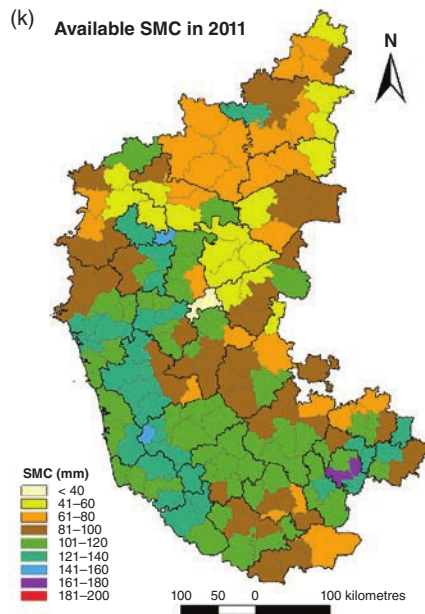 (k) Available SMC in 2011
N
SMC (mm)
< 40
41–60
61–80
81–100
101–120
121–140
141–160
161–180
181–200
100 50 0 100 kilometres